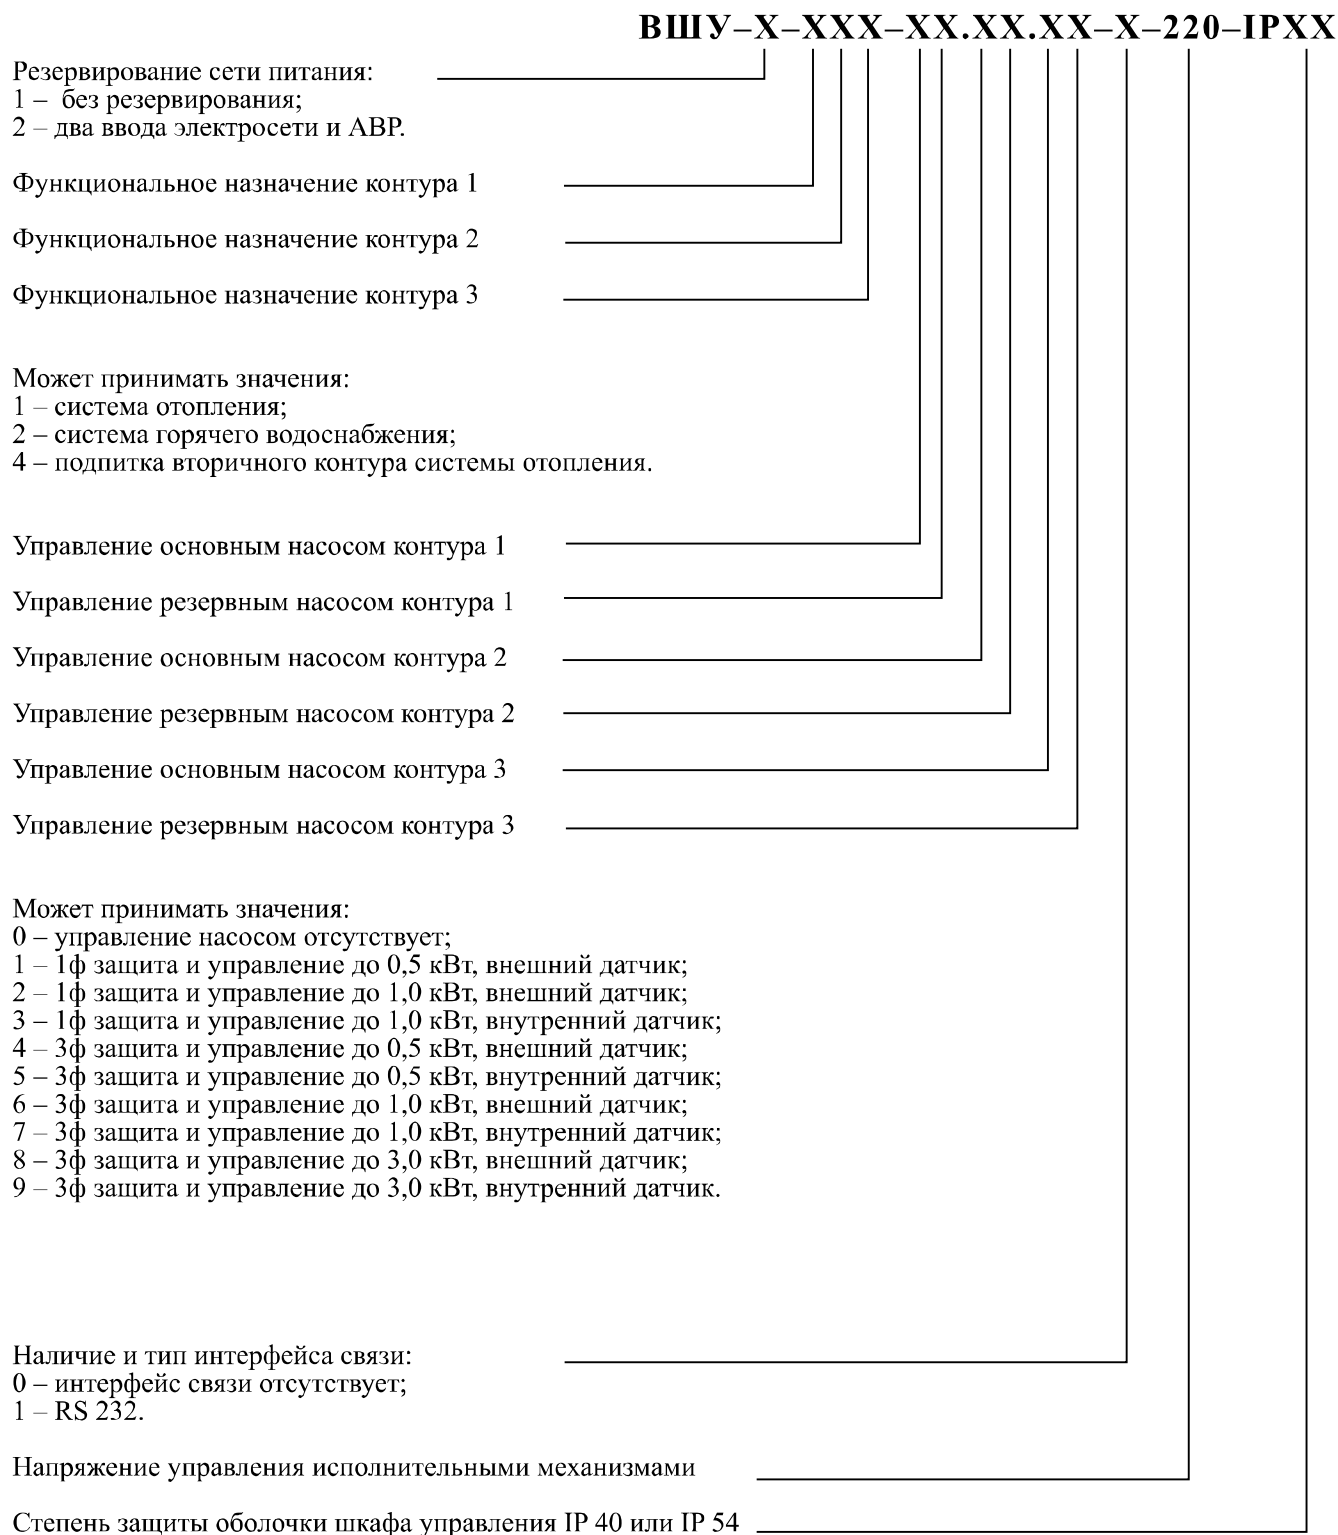 ВШУ–Х–ХХХ–ХХ.ХХ.ХХ–Х–220–IPХХ
Резервирование сети питания:
1 – без резервирования;
2 – два ввода электросети и АВР.
Функциональное назначение контура 1
Функциональное назначение контура 2
Функциональное назначение контура 3
Может принимать значения:
1 – система отопления;
2 – система горячего водоснабжения;
4 – подпитка вторичного контура системы отопления.
Управление основным насосом контура 1
Управление резервным насосом контура 1
Управление основным насосом контура 2
Управление резервным насосом контура 2
Управление основным насосом контура 3
Управление резервным насосом контура 3
Может принимать значения:
0 – управление насосом отсутствует;
1 – 1ф защита и управление до 0,5 кВт, внешний датчик;
2 – 1ф защита и управление до 1,0 кВт, внешний датчик;
3 – 1ф защита и управление до 1,0 кВт, внутренний датчик;
4 – 3ф защита и управление до 0,5 кВт, внешний датчик;
5 – 3ф защита и управление до 0,5 кВт, внутренний датчик;
6 – 3ф защита и управление до 1,0 кВт, внешний датчик;
7 – 3ф защита и управление до 1,0 кВт, внутренний датчик;
8 – 3ф защита и управление до 3,0 кВт, внешний датчик;
9 – 3ф защита и управление до 3,0 кВт, внутренний датчик.
Наличие и тип интерфейса связи:
0 – интерфейс связи отсутствует;
1 – RS 232.
Напряжение управления исполнительными механизмами
Степень защиты оболочки шкафа управления IP 40 или IP 54